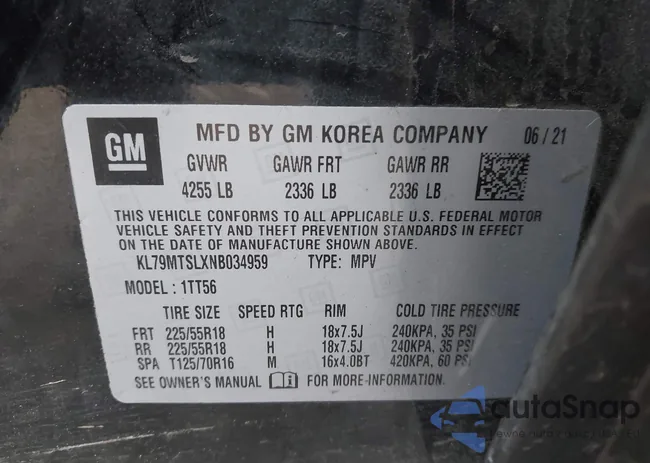 GM MFD BY GM KOREA COMPANY 06/21
GVWR GAWR FRT GAWR RR
4255 LB 2336 LB 2336 LB
THIS VEHICLE CONFORMS TO ALL APPLICABLE U.S. FEDERAL MOTOR
VEHICLE SAFETY AND THEFT PREVENTION STANDARDS IN EFFECT
ON THE DATE OF MANUFACTURE SHOWN ABOVE.
KL79MTSLXNB034959 TYPE: MPV
MODEL: 1TT56
TIRE SIZE SPEED RTG RIM COLD TIRE PRESSURE
FRT 225/55R18 H 18x7.5J 240KPA, 35 PSI
RR 225/55R18 H 18x7.5J 240KPA, 35 PSI
SPA T125/70R16 M 16x4.0BT 420KPA, 60 PSI
SEE OWNER'S MANUAL FOR MORE-INFORMATION.
autoSnap